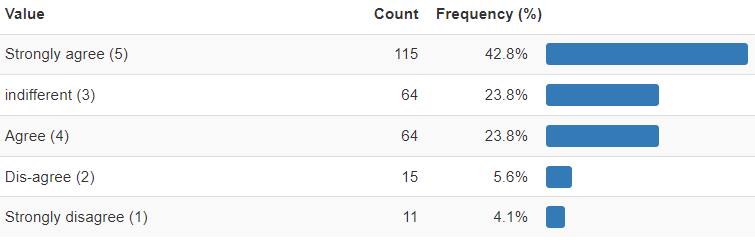 Value Count Frequency (%)
Strongly agree (5) 115 42.8%
indifferent (3) 64 23.8%
Agree (4) 64 23.8%
Dis-agree (2) 15 5.6%
Strongly disagree (1) 11 4.1%